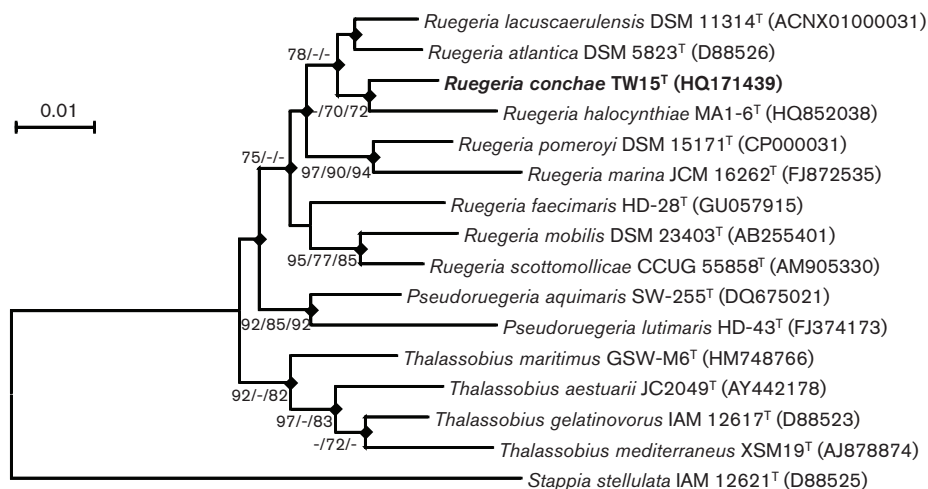 Ruegeria lacuscaerulensis DSM 11314ᵀ (ACNX01000031)
78/-/-
Ruegeria atlantica DSM 5823ᵀ (D88526)
Ruegeria conchae TW15ᵀ (HQ171439)
0.01
-/70/72
Ruegeria halocynthiae MA1-6ᵀ (HQ852038)
Ruegeria pomeroyi DSM 15171ᵀ (CP000031)
75/-/-
97/90/94
Ruegeria marina JCM 16262ᵀ (FJ872535)
Ruegeria faecimaris HD-28ᵀ (GU057915)
Ruegeria mobilis DSM 23403ᵀ (AB255401)
95/77/85
Ruegeria scottomollicae CCUG 55858ᵀ (AM905330)
Pseudoruegeria aquimaris SW-255ᵀ (DQ675021)
92/85/92
Pseudoruegeria lutimaris HD-43ᵀ (FJ374173)
Thalassobius maritimus GSW-M6ᵀ (HM748766)
92/-/82
Thalassobius aestuarii JC2049ᵀ (AY442178)
97/-/83
Thalassobius gelatinovorus IAM 12617ᵀ (D88523)
-/72/-
Thalassobius mediterraneus XSM19ᵀ (AJ878874)
Stappia stellulata IAM 12621ᵀ (D88525)